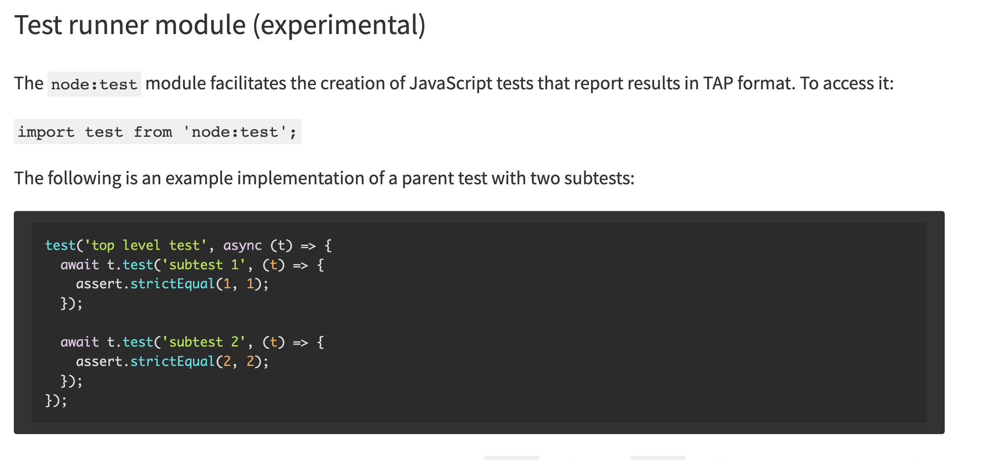 Test runner module (experimental)
The node:test module facilitates the creation of JavaScript tests that report results in TAP format. To access it:
import test from 'node:test';
The following is an example implementation of a parent test with two subtests:
test('top level test', async (t) => {
  await t.test('subtest 1', (t) => {
    assert.strictEqual(1, 1);
  });

  await t.test('subtest 2', (t) => {
    assert.strictEqual(2, 2);
  });
});